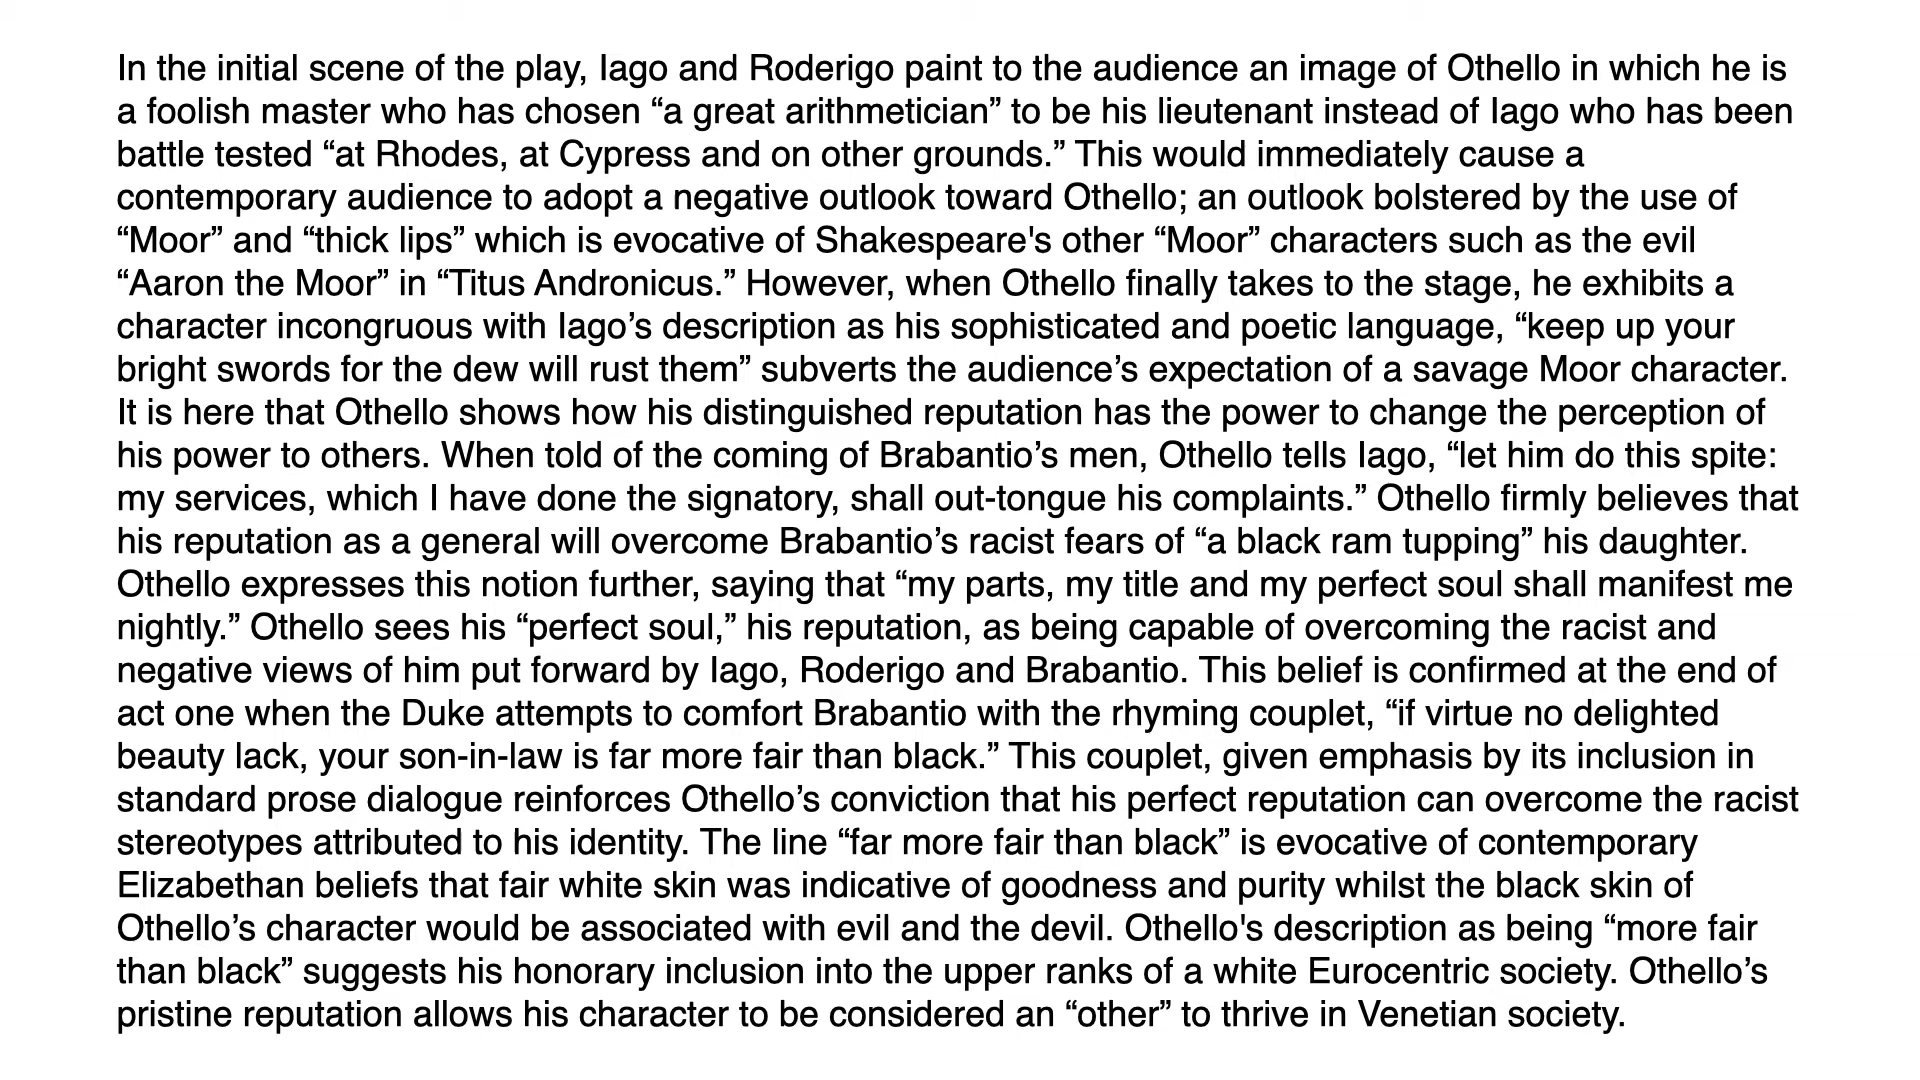 In the initial scene of the play, Iago and Roderigo paint to the audience an image of Othello in which he is
a foolish master who has chosen “a great arithmetician” to be his lieutenant instead of Iago who has been
battle tested “at Rhodes, at Cypress and on other grounds.” This would immediately cause a
contemporary audience to adopt a negative outlook toward Othello; an outlook bolstered by the use of
“Moor” and “thick lips” which is evocative of Shakespeare's other “Moor” characters such as the evil
“Aaron the Moor” in “Titus Andronicus.” However, when Othello finally takes to the stage, he exhibits a
character incongruous with Iago’s description as his sophisticated and poetic language, “keep up your
bright swords for the dew will rust them” subverts the audience’s expectation of a savage Moor character.
It is here that Othello shows how his distinguished reputation has the power to change the perception of
his power to others. When told of the coming of Brabantio’s men, Othello tells Iago, “let him do this spite:
my services, which I have done the signatory, shall out-tongue his complaints.” Othello firmly believes that
his reputation as a general will overcome Brabantio’s racist fears of “a black ram tupping” his daughter.
Othello expresses this notion further, saying that “my parts, my title and my perfect soul shall manifest me
nightly.” Othello sees his “perfect soul,” his reputation, as being capable of overcoming the racist and
negative views of him put forward by Iago, Roderigo and Brabantio. This belief is confirmed at the end of
act one when the Duke attempts to comfort Brabantio with the rhyming couplet, “if virtue no delighted
beauty lack, your son-in-law is far more fair than black.” This couplet, given emphasis by its inclusion in
standard prose dialogue reinforces Othello’s conviction that his perfect reputation can overcome the racist
stereotypes attributed to his identity. The line “far more fair than black” is evocative of contemporary
Elizabethan beliefs that fair white skin was indicative of goodness and purity whilst the black skin of
Othello’s character would be associated with evil and the devil. Othello's description as being “more fair
than black” suggests his honorary inclusion into the upper ranks of a white Eurocentric society. Othello’s
pristine reputation allows his character to be considered an “other” to thrive in Venetian society.